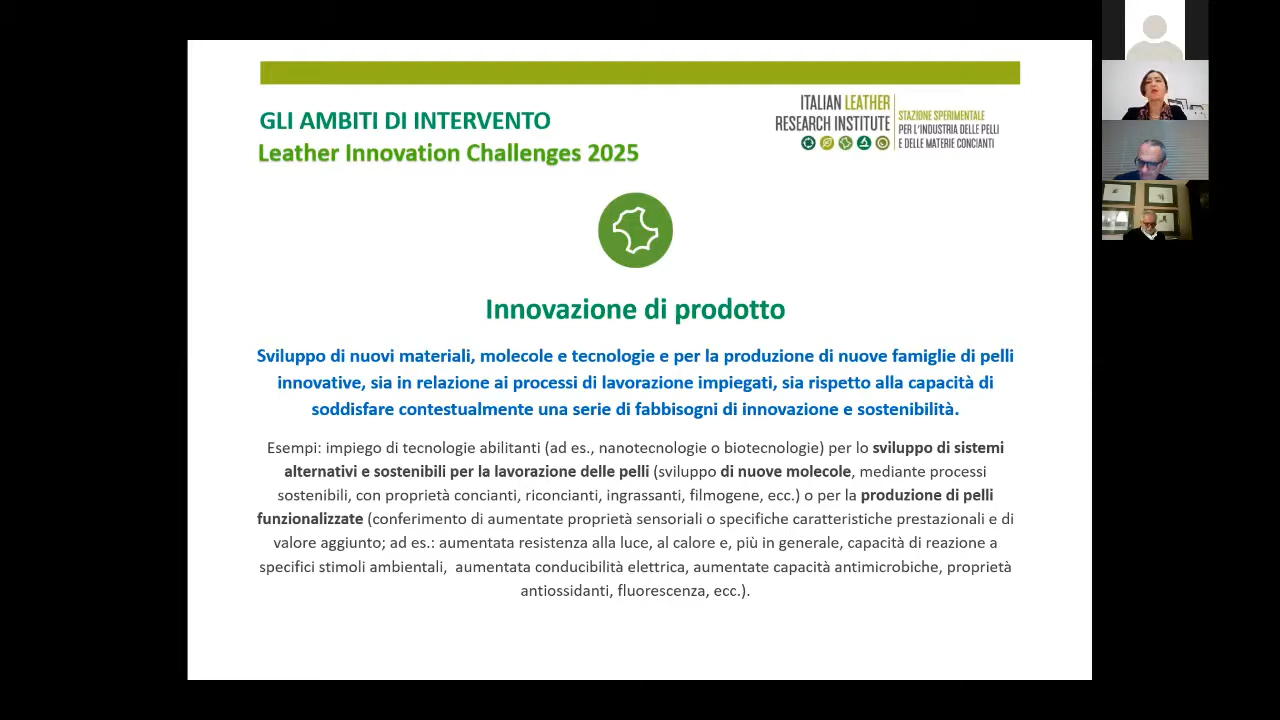 GLI AMBITI DI INTERVENTO
Leather Innovation Challenges 2025
ITALIAN LEATHER
RESEARCH INSTITUTE
STAZIONE SPERIMENTALE
PER L'INDUSTRIA DELLE PELLI
E DELLE MATERIE CONCIANTI
Innovazione di prodotto
Sviluppo di nuovi materiali, molecole e tecnologie e per la produzione di nuove famiglie di pelli
innovative, sia in relazione ai processi di lavorazione impiegati, sia rispetto alla capacità di
soddisfare contestualmente una serie di fabbisogni di innovazione e sostenibilità.
Esempi: impiego di tecnologie abilitanti (ad es., nanotecnologie o biotecnologie) per lo sviluppo di sistemi
alternativi e sostenibili per la lavorazione delle pelli (sviluppo di nuove molecole, mediante processi
sostenibili, con proprietà concianti, riconcianti, ingrassanti, filmogene, ecc.) o per la produzione di pelli
funzionalizzate (conferimento di aumentate proprietà sensoriali o specifiche caratteristiche prestazionali e di
valore aggiunto; ad es.: aumentata resistenza alla luce, al calore e, più in generale, capacità di reazione a
specifici stimoli ambientali, aumentata conducibilità elettrica, aumentate capacità antimicrobiche, proprietà
antiossidanti, fluorescenza, ecc.).